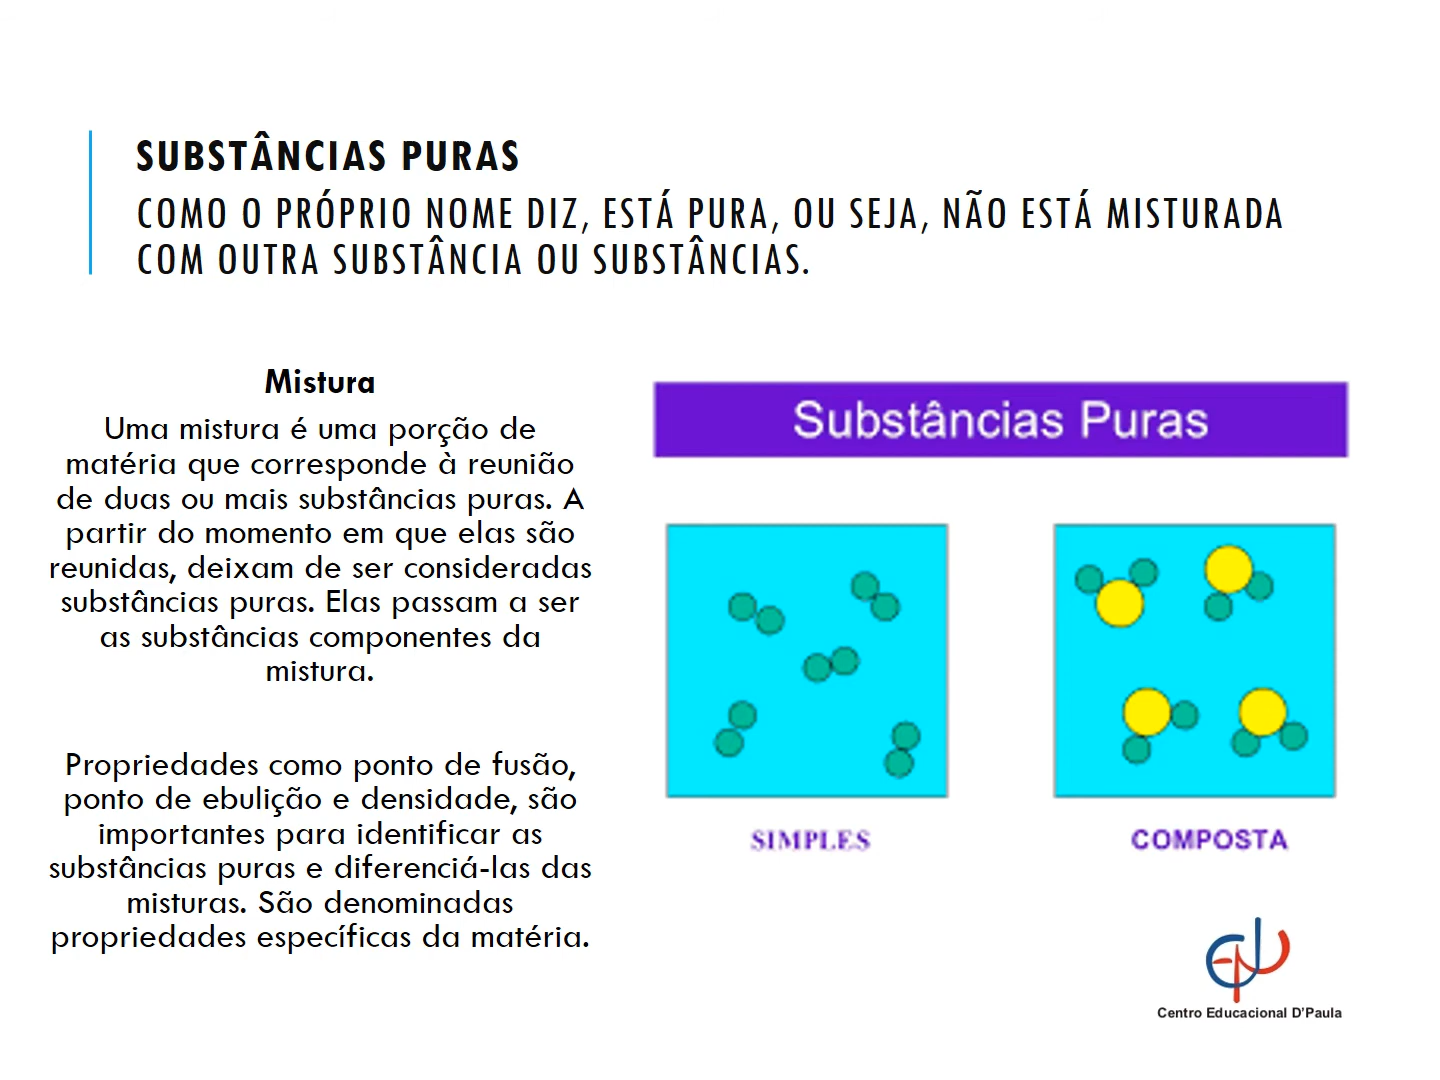 SUBSTÂNCIAS PURAS
COMO O PRÓPRIO NOME DIZ, ESTÁ PURA, OU SEJA, NÃO ESTÁ MISTURADA
COM OUTRA SUBSTÂNCIA OU SUBSTÂNCIAS.
Mistura
Uma mistura é uma porção de
matéria que corresponde à reunião
de duas ou mais substâncias puras. A
partir do momento em que elas são
reunidas, deixam de ser consideradas
substâncias puras. Elas passam a ser
as substâncias componentes da
mistura.
Propriedades como ponto de fusão,
ponto de ebulição e densidade, são
importantes para identificar as
substâncias puras e diferenciá-las das
misturas. São denominadas
propriedades específicas da matéria.
Substâncias Puras
SIMPLES
COMPOSTA
Centro Educacional D'Paula